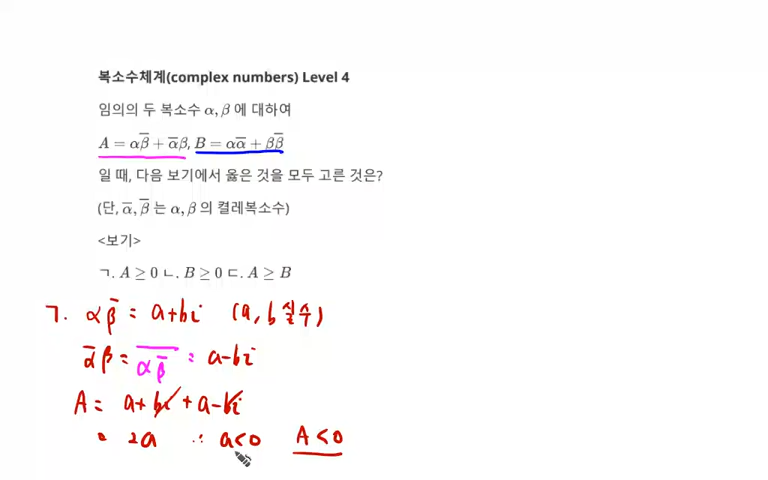 복소수체계(complex numbers) Level 4
임의의 두 복소수 α, β 에 대하여
A = αβ̅ + α̅β, B = αα̅ + ββ̅
일 때, 다음 보기에서 옳은 것을 모두 고른 것은?
(단, α̅, β̅ 는 α, β 의 켤레복소수)
<보기>
ㄱ. A ≥ 0 ㄴ. B ≥ 0 ㄷ. A ≥ B
ㄱ. αβ̅ = a+bi (a, b 실수)
α̅β = \overline{αβ̅} = a-bi
A = a+bi + a-bi
= 2a ∴ a<0 A<0